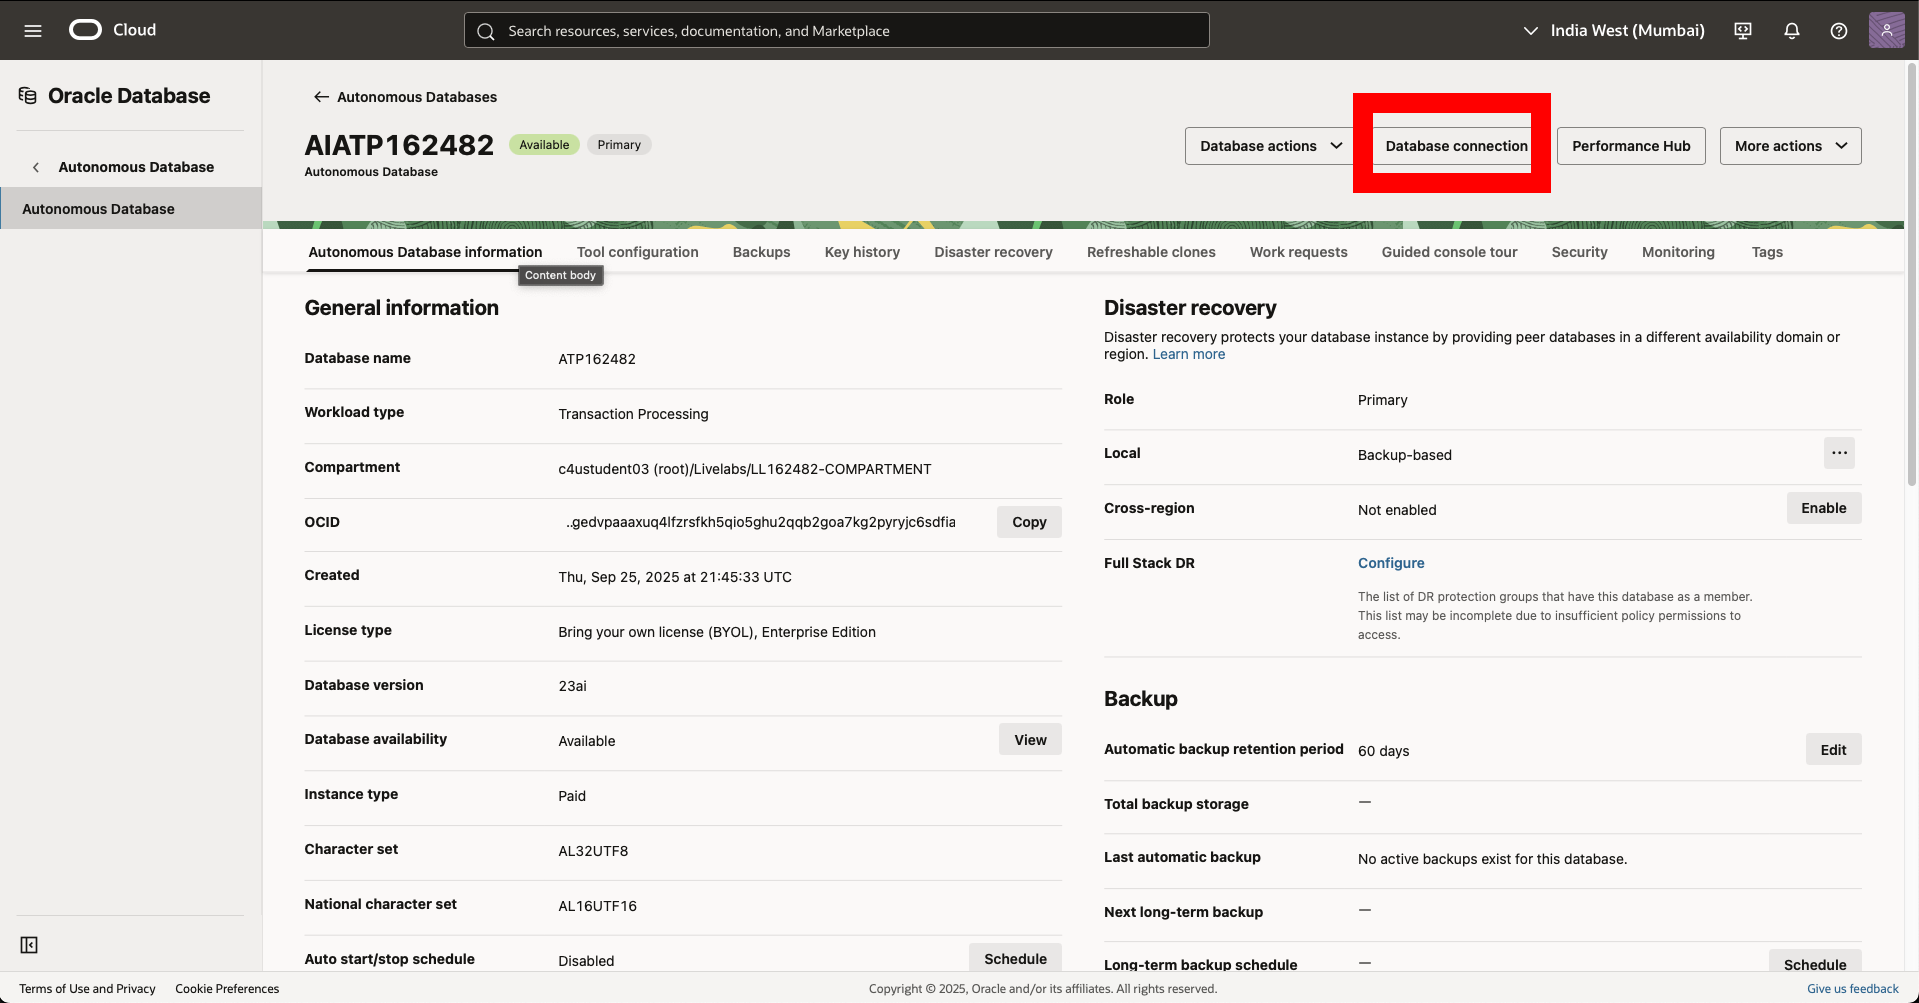 Cloud
Search resources, services, documentation, and Marketplace
India West (Mumbai)
Oracle Database
Autonomous Database
Autonomous Database
Autonomous Databases
AIATP162482 Available Primary
Autonomous Database
Database actions Database connection Performance Hub More actions
Autonomous Database information Tool configuration Backups Key history Disaster recovery Refreshable clones Work requests Guided console tour Security Monitoring Tags
Content body
General information
Database name ATP162482
Workload type Transaction Processing
Compartment c4ustudent03 (root)/Livelabs/LL162482-COMPARTMENT
OCID ..gedvpaaaxuq4lfzrsfkh5qio5ghu2qqb2goa7kg2pyryjc6sdfia Copy
Created Thu, Sep 25, 2025 at 21:45:33 UTC
License type Bring your own license (BYOL), Enterprise Edition
Database version 23ai
Database availability Available View
Instance type Paid
Character set AL32UTF8
National character set AL16UTF16
Auto start/stop schedule Disabled Schedule
Disaster recovery
Disaster recovery protects your database instance by providing peer databases in a different availability domain or
region. Learn more
Role Primary
Local Backup-based
Cross-region Not enabled Enable
Full Stack DR Configure
The list of DR protection groups that have this database as a member.
This list may be incomplete due to insufficient policy permissions to
access.
Backup
Automatic backup retention period 60 days Edit
Total backup storage —
Last automatic backup No active backups exist for this database.
Next long-term backup —
Long-term backup schedule — Schedule
Terms of Use and Privacy Cookie Preferences
Copyright © 2025, Oracle and/or its affiliates. All rights reserved.
Give us feedback